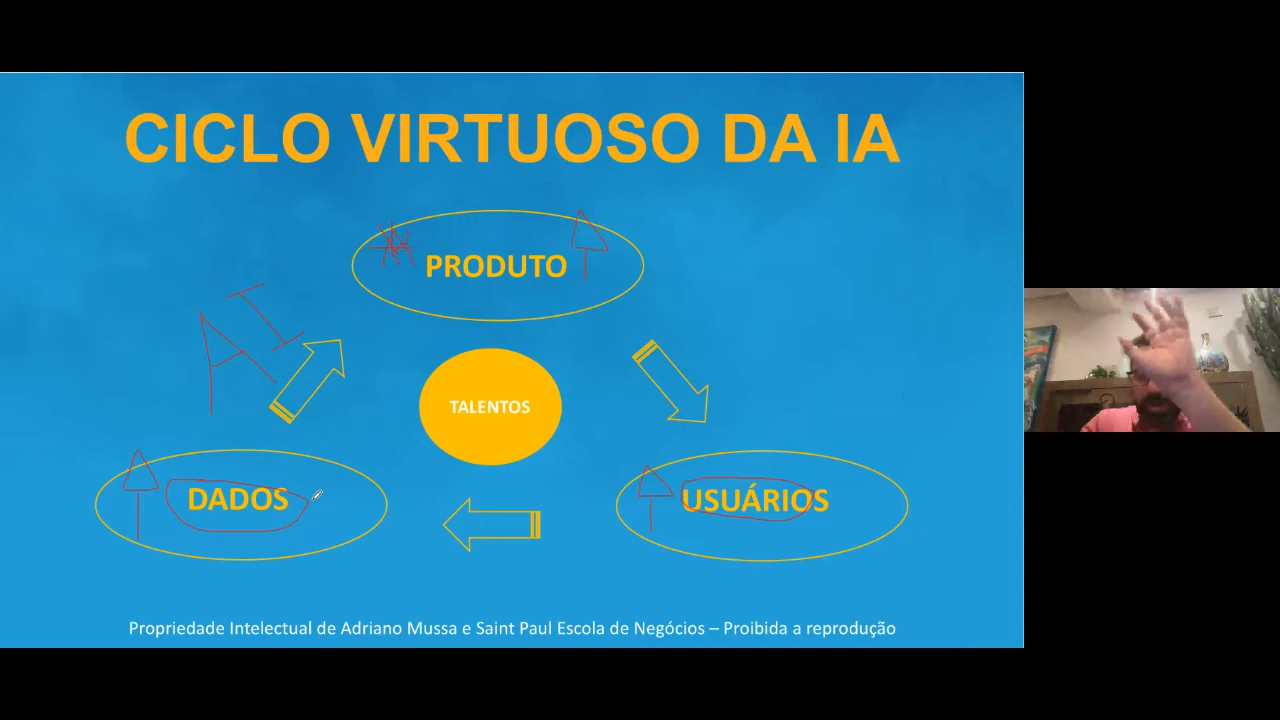 CICLO VIRTUOSO DA IA
PRODUTO
AI
TALENTOS
DADOS
USUÁRIOS
Propriedade Intelectual de Adriano Mussa e Saint Paul Escola de Negócios – Proibida a reprodução